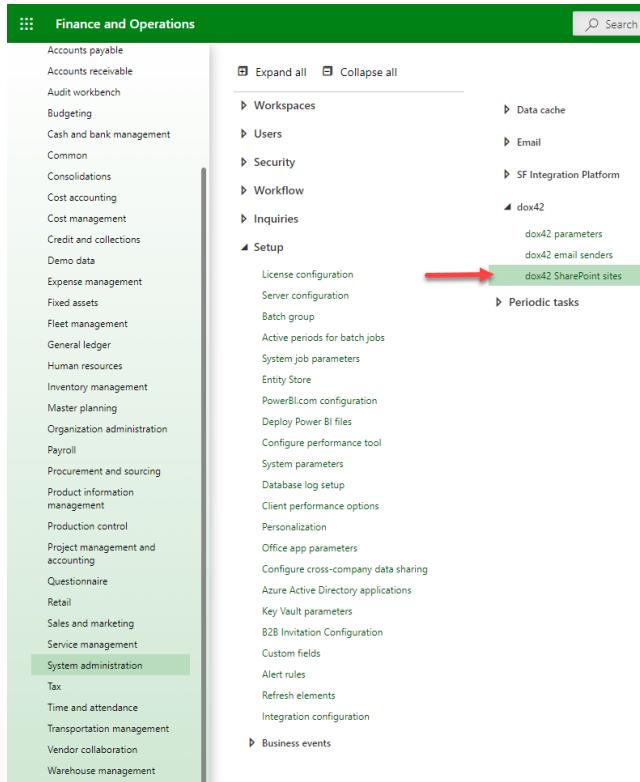 Finance and Operations
Search
Accounts payable
Accounts receivable
Audit workbench
Budgeting
Cash and bank management
Common
Consolidations
Cost accounting
Cost management
Credit and collections
Demo data
Expense management
Fixed assets
Fleet management
General ledger
Human resources
Inventory management
Master planning
Organization administration
Payroll
Procurement and sourcing
Product information
management
Production control
Project management and
accounting
Questionnaire
Retail
Sales and marketing
Service management
System administration
Tax
Time and attendance
Transportation management
Vendor collaboration
Warehouse management
Expand all
Collapse all
Workspaces
Users
Security
Workflow
Inquiries
Setup
License configuration
Server configuration
Batch group
Active periods for batch jobs
System job parameters
Entity Store
PowerBI.com configuration
Deploy Power BI files
Configure performance tool
System parameters
Database log setup
Client performance options
Personalization
Office app parameters
Configure cross-company data sharing
Azure Active Directory applications
Key Vault parameters
B2B Invitation Configuration
Custom fields
Alert rules
Refresh elements
Integration configuration
Business events
Data cache
Email
SF Integration Platform
dox42
dox42 parameters
dox42 email senders
dox42 SharePoint sites
Periodic tasks